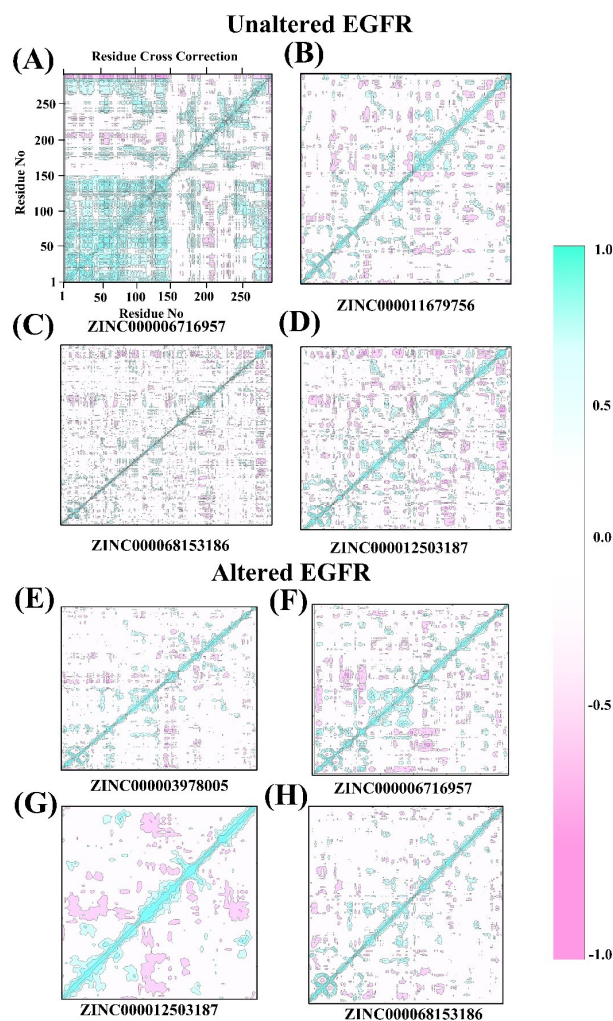 Unaltered EGFR
(A)
Residue Cross Correction
(B)
Residue No
250
200
150
100
50
1
1 50 100 150 200 250
Residue No
ZINC000006716957
ZINC000011679756
(C)
(D)
ZINC000068153186
ZINC000012503187
1.0
0.5
0.0
-0.5
-1.0
Altered EGFR
(E)
(F)
ZINC000003978005
ZINC000006716957
(G)
(H)
ZINC000012503187
ZINC000068153186